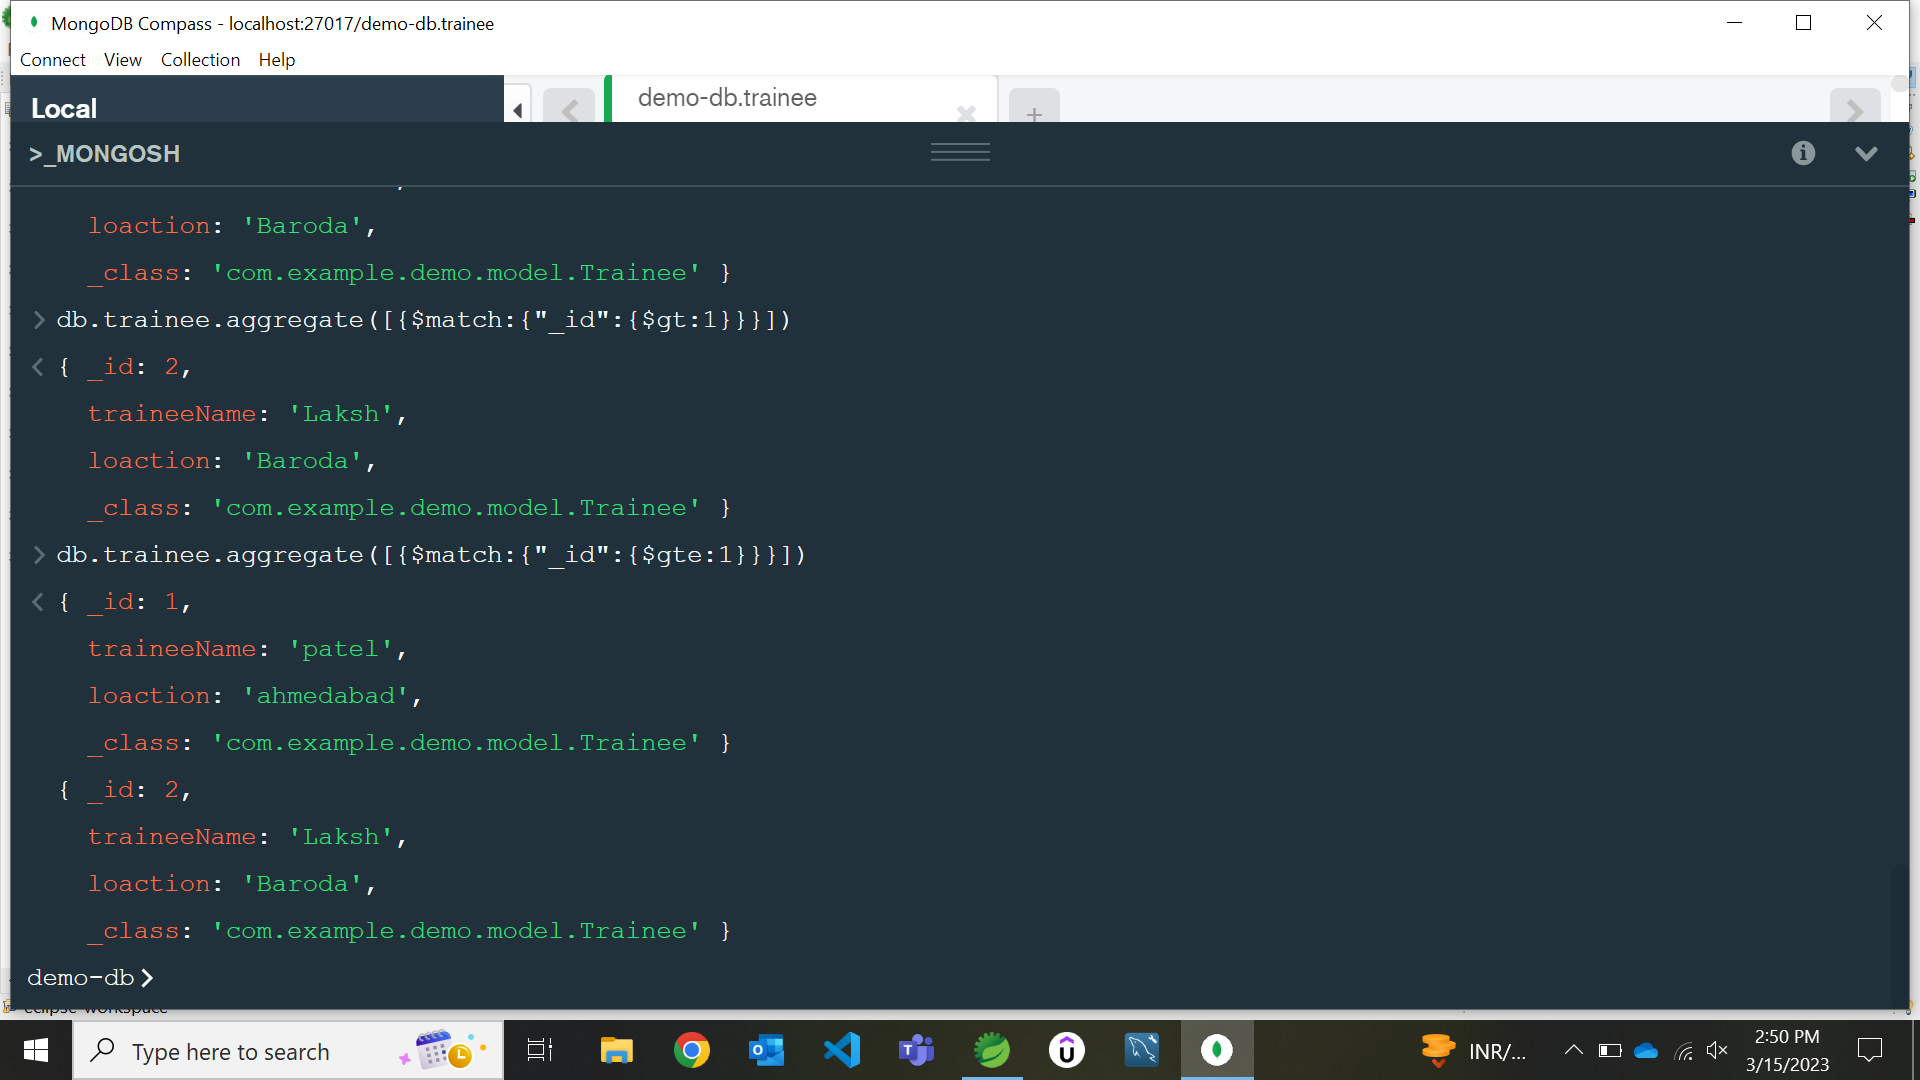 MongoDB Compass - localhost:27017/demo-db.trainee
Connect View Collection Help
Local
demo-db.trainee
>_MONGOSH
loaction: 'Baroda',
_class: 'com.example.demo.model.Trainee' }
db.trainee.aggregate([{$match:{"_id":{$gt:1}}}])
{ _id: 2,
traineeName: 'Laksh',
loaction: 'Baroda',
_class: 'com.example.demo.model.Trainee' }
db.trainee.aggregate([{$match:{"_id":{$gte:1}}}])
{ _id: 1,
traineeName: 'patel',
loaction: 'ahmedabad',
_class: 'com.example.demo.model.Trainee' }
{ _id: 2,
traineeName: 'Laksh',
loaction: 'Baroda',
_class: 'com.example.demo.model.Trainee' }
demo-db>
eclipse-workspace
Type here to search
INR/...
2:50 PM
3/15/2023